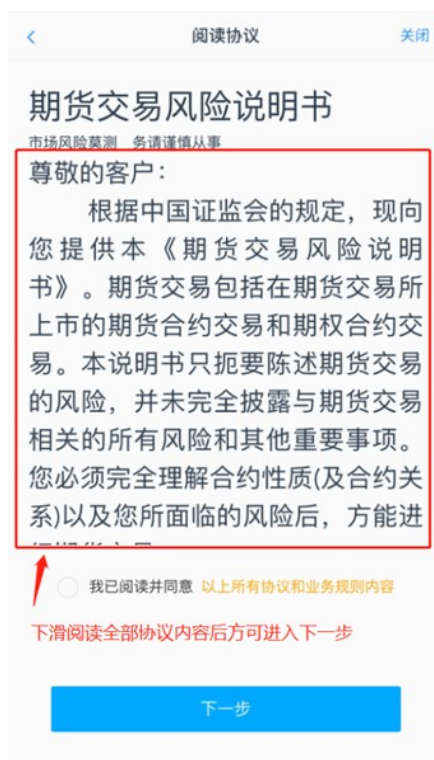 阅读协议
关闭
期货交易风险说明书
市场风险莫测 务请谨慎从事
尊敬的客户：
根据中国证监会的规定，现向
您提供本《期货交易风险说明
书》。期货交易包括在期货交易所
上市的期货合约交易和期权合约交
易。本说明书只扼要陈述期货交易
的风险，并未完全披露与期货交易
相关的所有风险和其他重要事项。
您必须完全理解合约性质(及合约关
系)以及您所面临的风险后，方能进
我已阅读并同意 以上所有协议和业务规则内容
下滑阅读全部协议内容后方可进入下一步
下一步